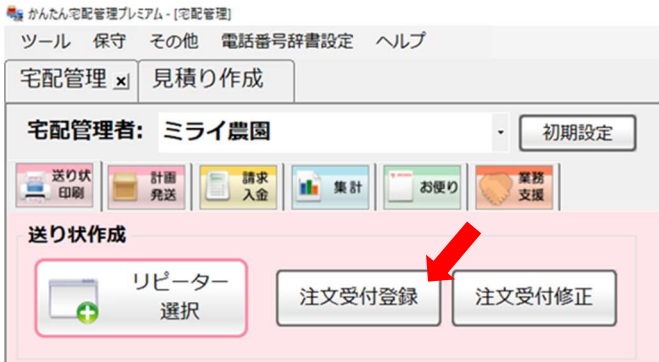 かんたん宅配管理プレミアム - [宅配管理]
ツール 保守 その他 電話番号辞書設定 ヘルプ
宅配管理 x 見積り作成
宅配管理者: ミライ農園 初期設定
送り状印刷 計画発送 請求入金 集計 お便り 業務支援
送り状作成
リピーター選択 注文受付登録 注文受付修正